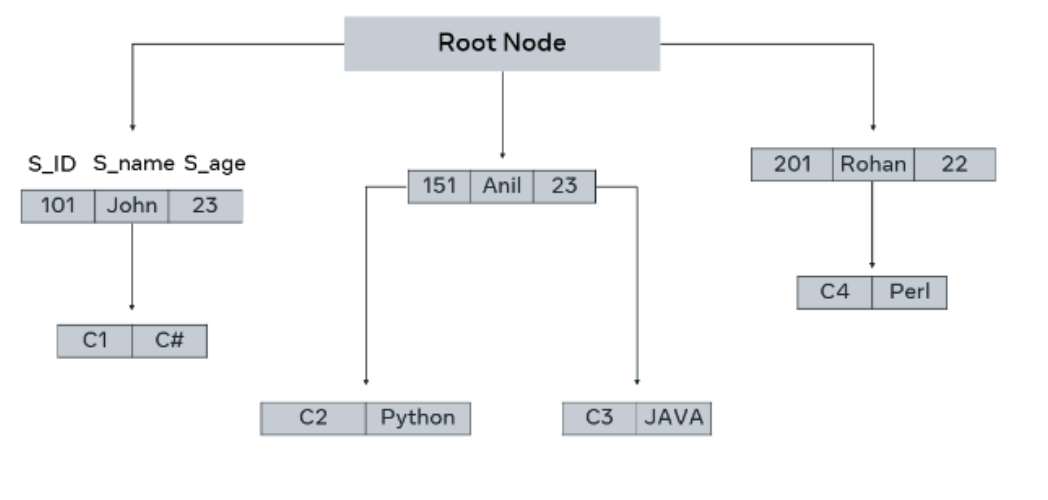 Root Node
S_ID S_name S_age
101 John 23
151 Anil 23
201 Rohan 22
C1 C#
C2 Python
C3 JAVA
C4 Perl